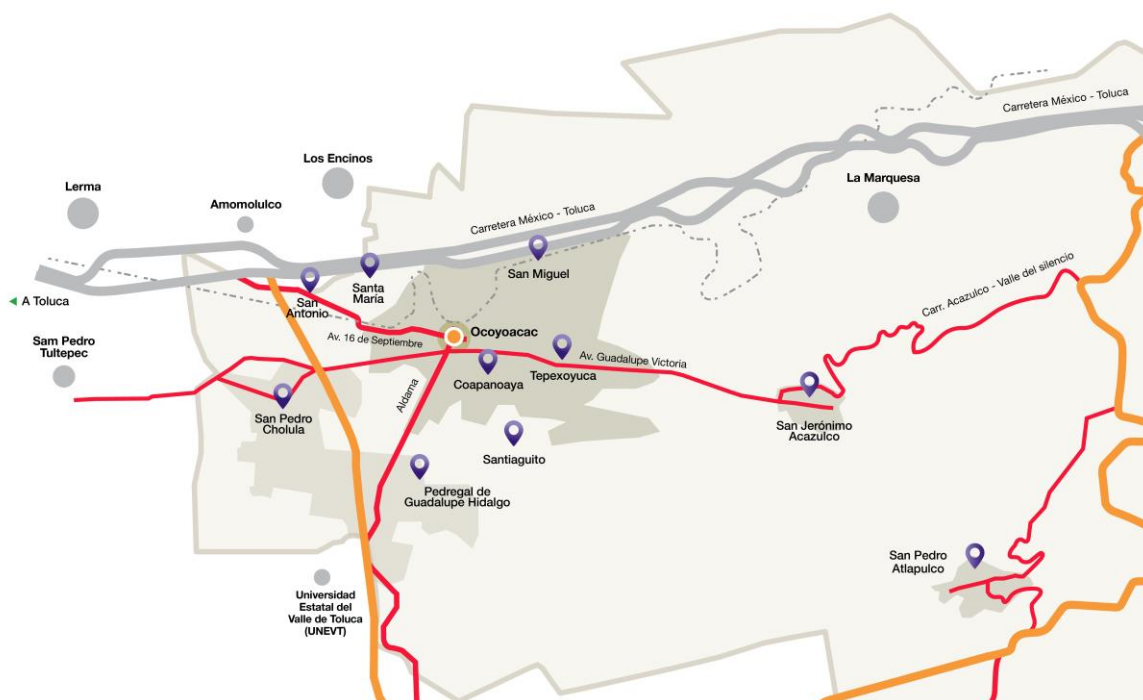 Carretera México - Toluca
Los Encinos
Lerma
La Marquesa
Amomolulco
Carretera México - Toluca
San Miguel
Santa
María
San
Antonio
A Toluca
Carr. Acazulco - Valle del silencio
Ocoyoacac
Av. 16 de Septiembre
Sam Pedro
Tultepec
Av. Guadalupe Victoria
Tepexoyuca
Coapanoaya
Aldama
San Pedro
Cholula
San Jerónimo
Acazulco
Santiaguito
Pedregal de
Guadalupe Hidalgo
San Pedro
Atlapulco
Universidad
Estatal del
Valle de Toluca
(UNEVT)